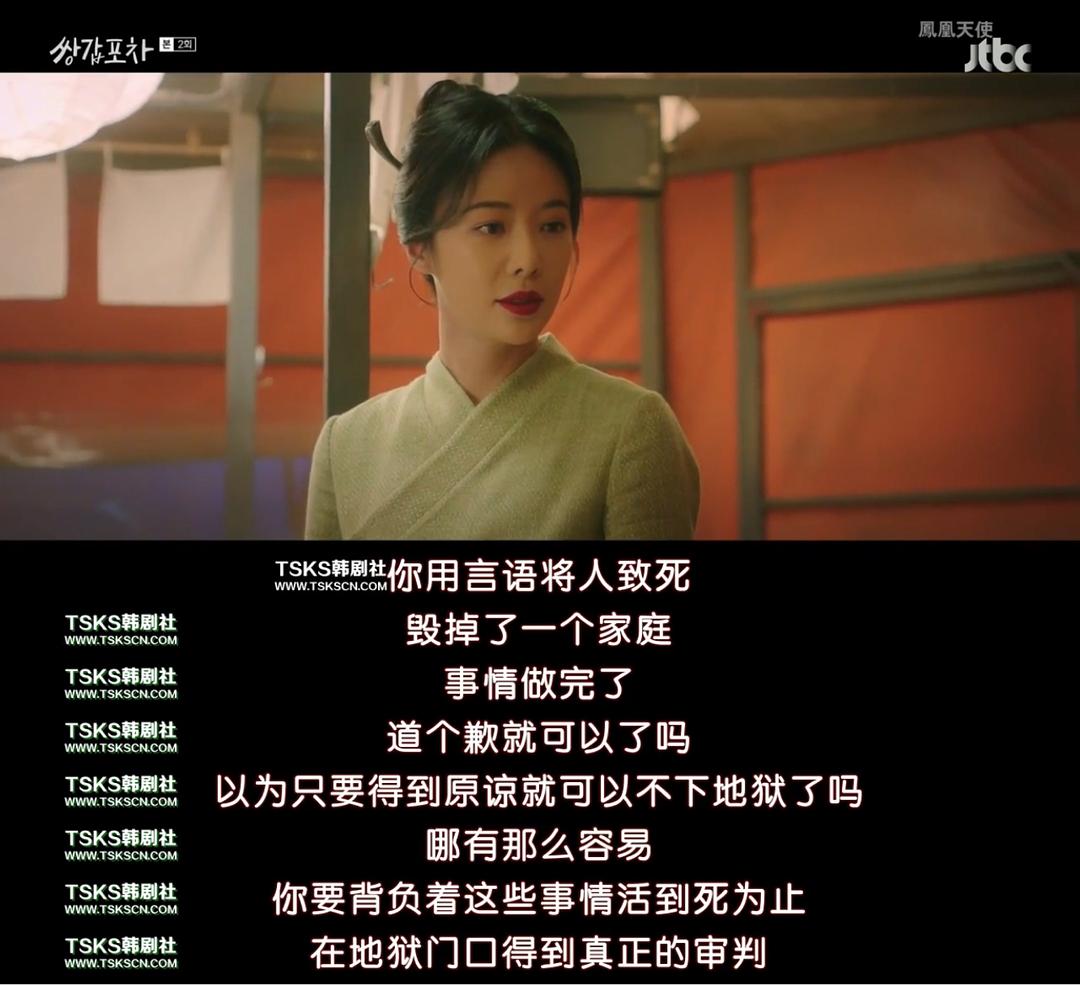 쌍갑포차 본 2회
鳳凰天使
jtbc
TSKS韩剧社
WWW.TSKSCN.COM
你用言语将人致死
TSKS韩剧社
WWW.TSKSCN.COM
毁掉了一个家庭
TSKS韩剧社
WWW.TSKSCN.COM
事情做完了
TSKS韩剧社
WWW.TSKSCN.COM
道个歉就可以了吗
TSKS韩剧社
WWW.TSKSCN.COM
以为只要得到原谅就可以不下地狱了吗
TSKS韩剧社
WWW.TSKSCN.COM
哪有那么容易
TSKS韩剧社
WWW.TSKSCN.COM
你要背负着这些事情活到死为止
TSKS韩剧社
WWW.TSKSCN.COM
在地狱门口得到真正的审判